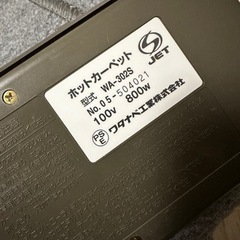 ホットカーペット
型式 WA-302S
No.05-504021
100V 800W
PSE ワタナベ工業株式会社
JET